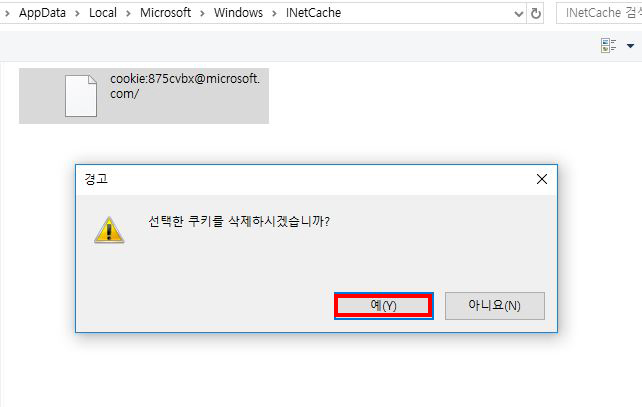 AppData > Local > Microsoft > Windows > INetCache
INetCache 검색
cookie:875cvbx@microsoft.
com/
경고
선택한 쿠키를 삭제하시겠습니까?
예(Y)
아니요(N)